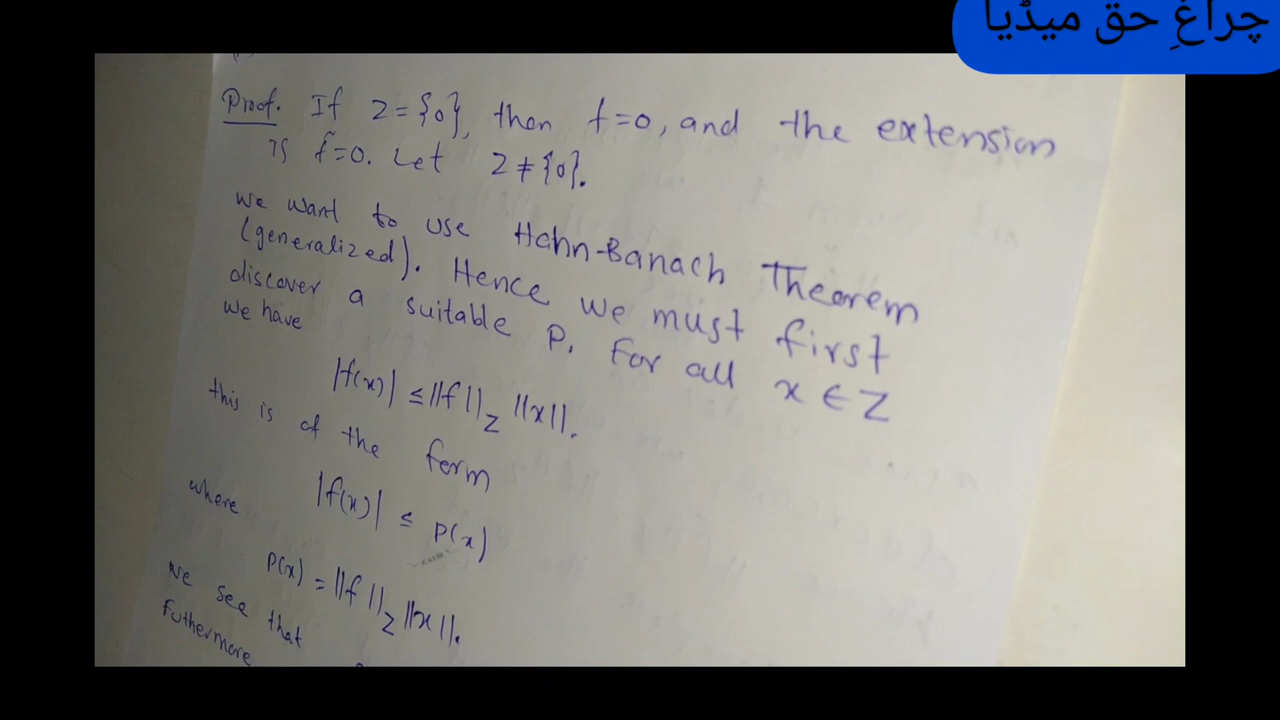 چراغِ حق میڈیا
Proof. If Z = {0}, then f=0, and the extension
is f̃=0. Let Z ≠ {0}.
we want to use Hahn-Banach Theorem
(generalized). Hence we must first
discover a suitable P. For all x ∈ Z
we have
|f(x)| ≤ ||f||_Z ||x||.
this is of the form
|f(x)| ≤ P(x)
where
P(x) = ||f||_Z ||x||.
we see that
Futhermore